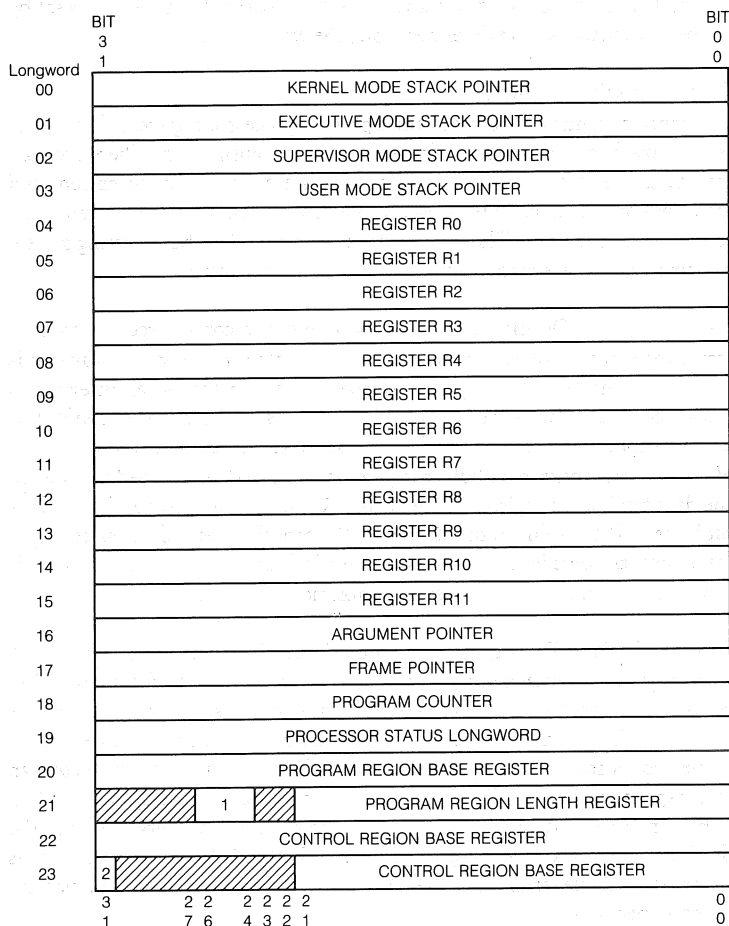 BIT BIT
3 0
1 0
Longword
00 KERNEL MODE STACK POINTER
01 EXECUTIVE MODE STACK POINTER
02 SUPERVISOR MODE STACK POINTER
03 USER MODE STACK POINTER
04 REGISTER R0
05 REGISTER R1
06 REGISTER R2
07 REGISTER R3
08 REGISTER R4
09 REGISTER R5
10 REGISTER R6
11 REGISTER R7
12 REGISTER R8
13 REGISTER R9
14 REGISTER R10
15 REGISTER R11
16 ARGUMENT POINTER
17 FRAME POINTER
18 PROGRAM COUNTER
19 PROCESSOR STATUS LONGWORD
20 PROGRAM REGION BASE REGISTER
21 1 PROGRAM REGION LENGTH REGISTER
22 CONTROL REGION BASE REGISTER
23 2 CONTROL REGION BASE REGISTER
3 2 2 2 2 2 2 0
1 7 6 4 3 2 1 0